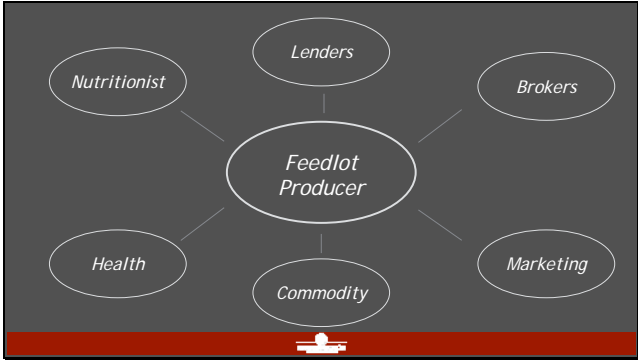 Lenders
Nutritionist
Brokers
Feedlot
Producer
Health
Marketing
Commodity